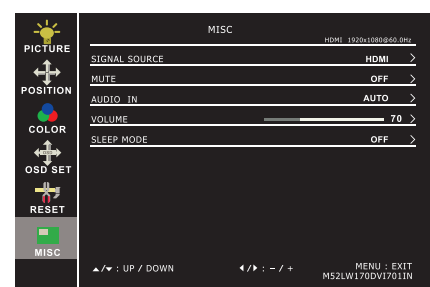 MISC
HDMI 1920x1080@60.0Hz
PICTURE
POSITION
COLOR
OSD SET
RESET
MISC
SIGNAL SOURCE HDMI >
MUTE OFF >
AUDIO IN AUTO >
VOLUME 70 >
SLEEP MODE OFF >
▲/▼ : UP / DOWN ◀/▶ : – / + MENU : EXIT
M52LW170DVI701IN